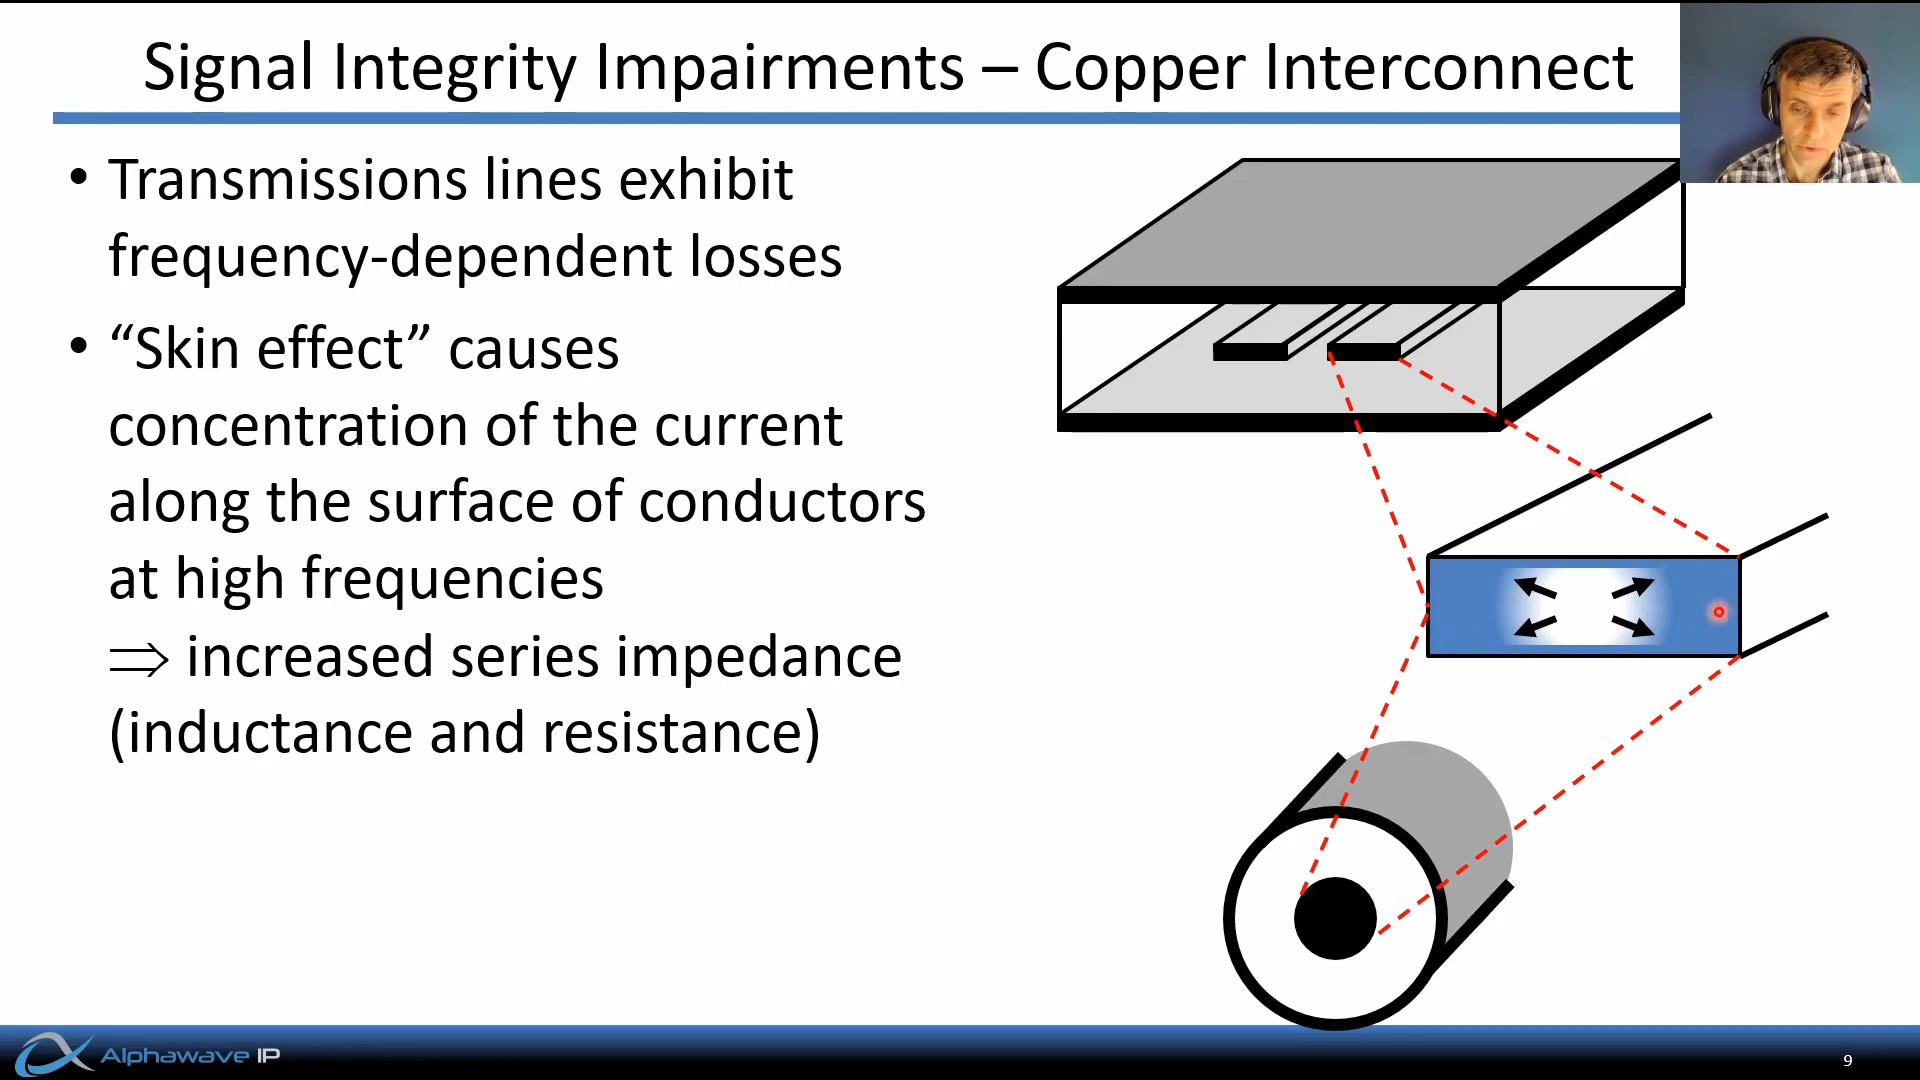 Signal Integrity Impairments – Copper Interconnect
• Transmissions lines exhibit
frequency-dependent losses
• “Skin effect” causes
concentration of the current
along the surface of conductors
at high frequencies
⇒ increased series impedance
(inductance and resistance)
Alphawave IP
9